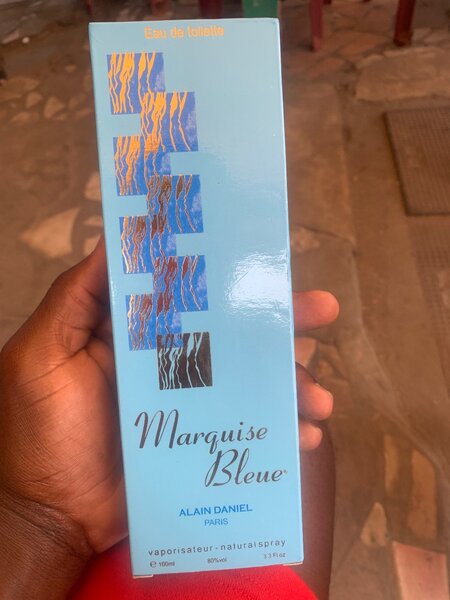 Eau de toilette
Marquise
Bleue
ALAIN DANIEL
PARIS
vaporisateur - natural spray
e 100ml 80%vol 3.3 Fl oz